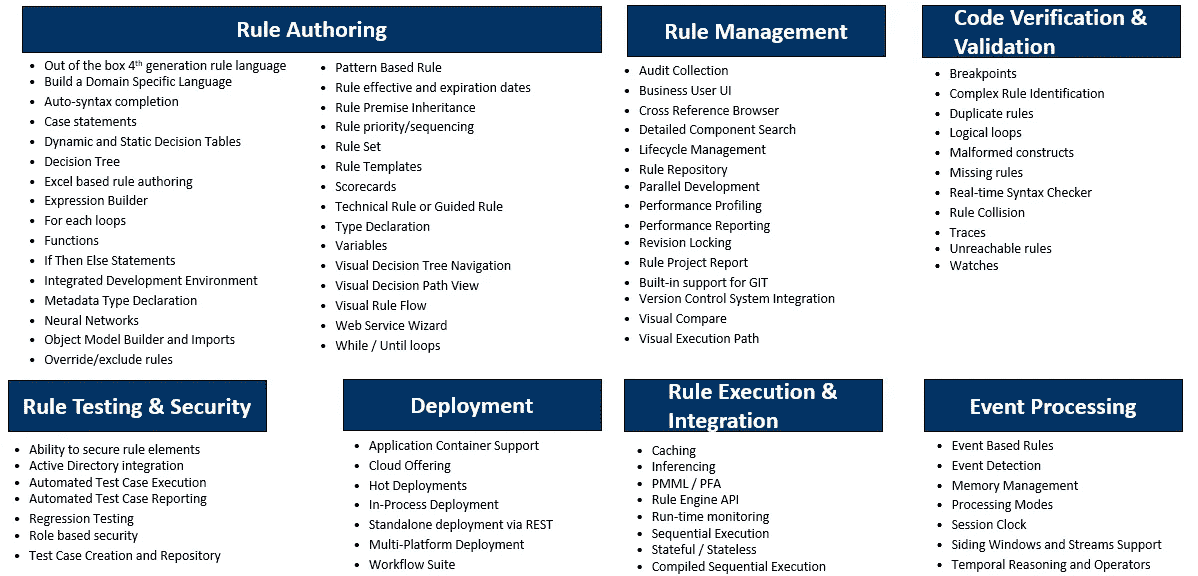 Rule Authoring
• Out of the box 4th generation rule language
• Build a Domain Specific Language
• Auto-syntax completion
• Case statements
• Dynamic and Static Decision Tables
• Decision Tree
• Excel based rule authoring
• Expression Builder
• For each loops
• Functions
• If Then Else Statements
• Integrated Development Environment
• Metadata Type Declaration
• Neural Networks
• Object Model Builder and Imports
• Override/exclude rules
• Pattern Based Rule
• Rule effective and expiration dates
• Rule Premise Inheritance
• Rule priority/sequencing
• Rule Set
• Rule Templates
• Scorecards
• Technical Rule or Guided Rule
• Type Declaration
• Variables
• Visual Decision Tree Navigation
• Visual Decision Path View
• Visual Rule Flow
• Web Service Wizard
• While / Until loops
Rule Management
• Audit Collection
• Business User UI
• Cross Reference Browser
• Detailed Component Search
• Lifecycle Management
• Rule Repository
• Parallel Development
• Performance Profiling
• Performance Reporting
• Revision Locking
• Rule Project Report
• Built-in support for GIT
• Version Control System Integration
• Visual Compare
• Visual Execution Path
Code Verification &
Validation
• Breakpoints
• Complex Rule Identification
• Duplicate rules
• Logical loops
• Malformed constructs
• Missing rules
• Real-time Syntax Checker
• Rule Collision
• Traces
• Unreachable rules
• Watches
Rule Testing & Security
• Ability to secure rule elements
• Active Directory integration
• Automated Test Case Execution
• Automated Test Case Reporting
• Regression Testing
• Role based security
• Test Case Creation and Repository
Deployment
• Application Container Support
• Cloud Offering
• Hot Deployments
• In-Process Deployment
• Standalone deployment via REST
• Multi-Platform Deployment
• Workflow Suite
Rule Execution &
Integration
• Caching
• Inferencing
• PMML / PFA
• Rule Engine API
• Run-time monitoring
• Sequential Execution
• Stateful / Stateless
• Compiled Sequential Execution
Event Processing
• Event Based Rules
• Event Detection
• Memory Management
• Processing Modes
• Session Clock
• Siding Windows and Streams Support
• Temporal Reasoning and Operators